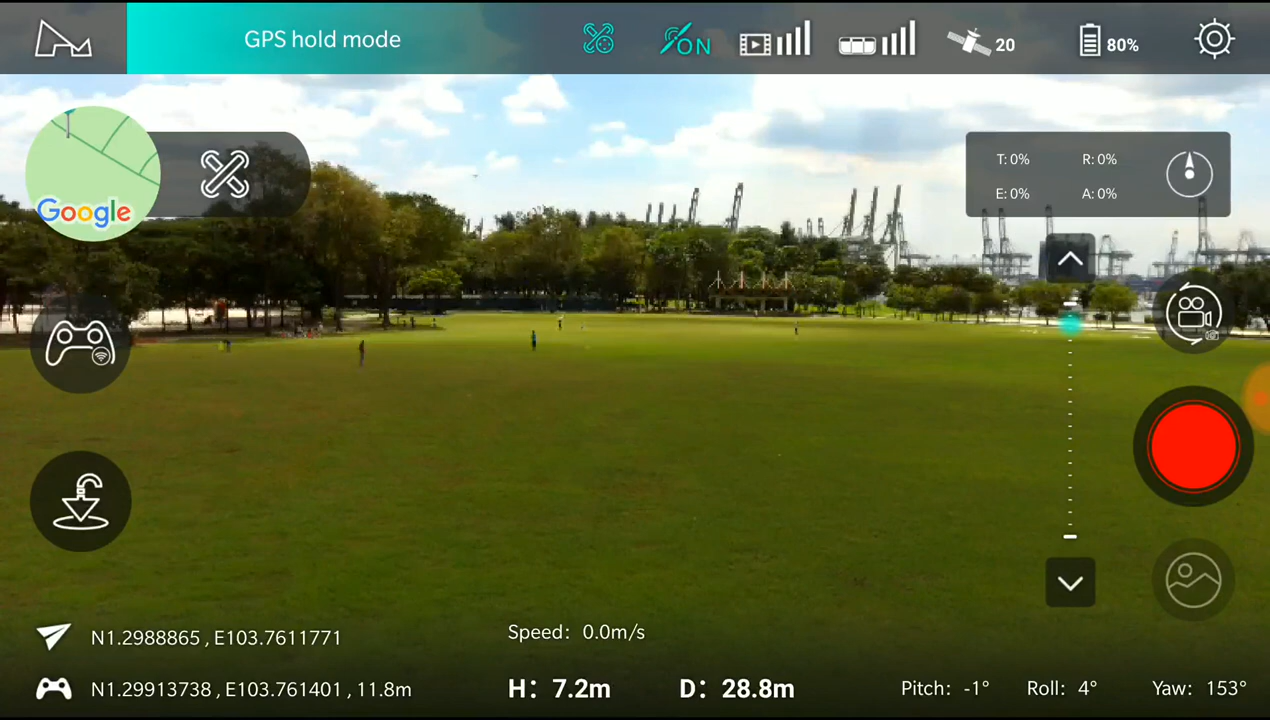 GPS hold mode
ON
20
80%
Google
T: 0% R: 0%
E: 0% A: 0%
N1.2988865 , E103.7611771
Speed: 0.0m/s
N1.29913738 , E103.761401 , 11.8m
H: 7.2m
D: 28.8m
Pitch: -1° Roll: 4° Yaw: 153°